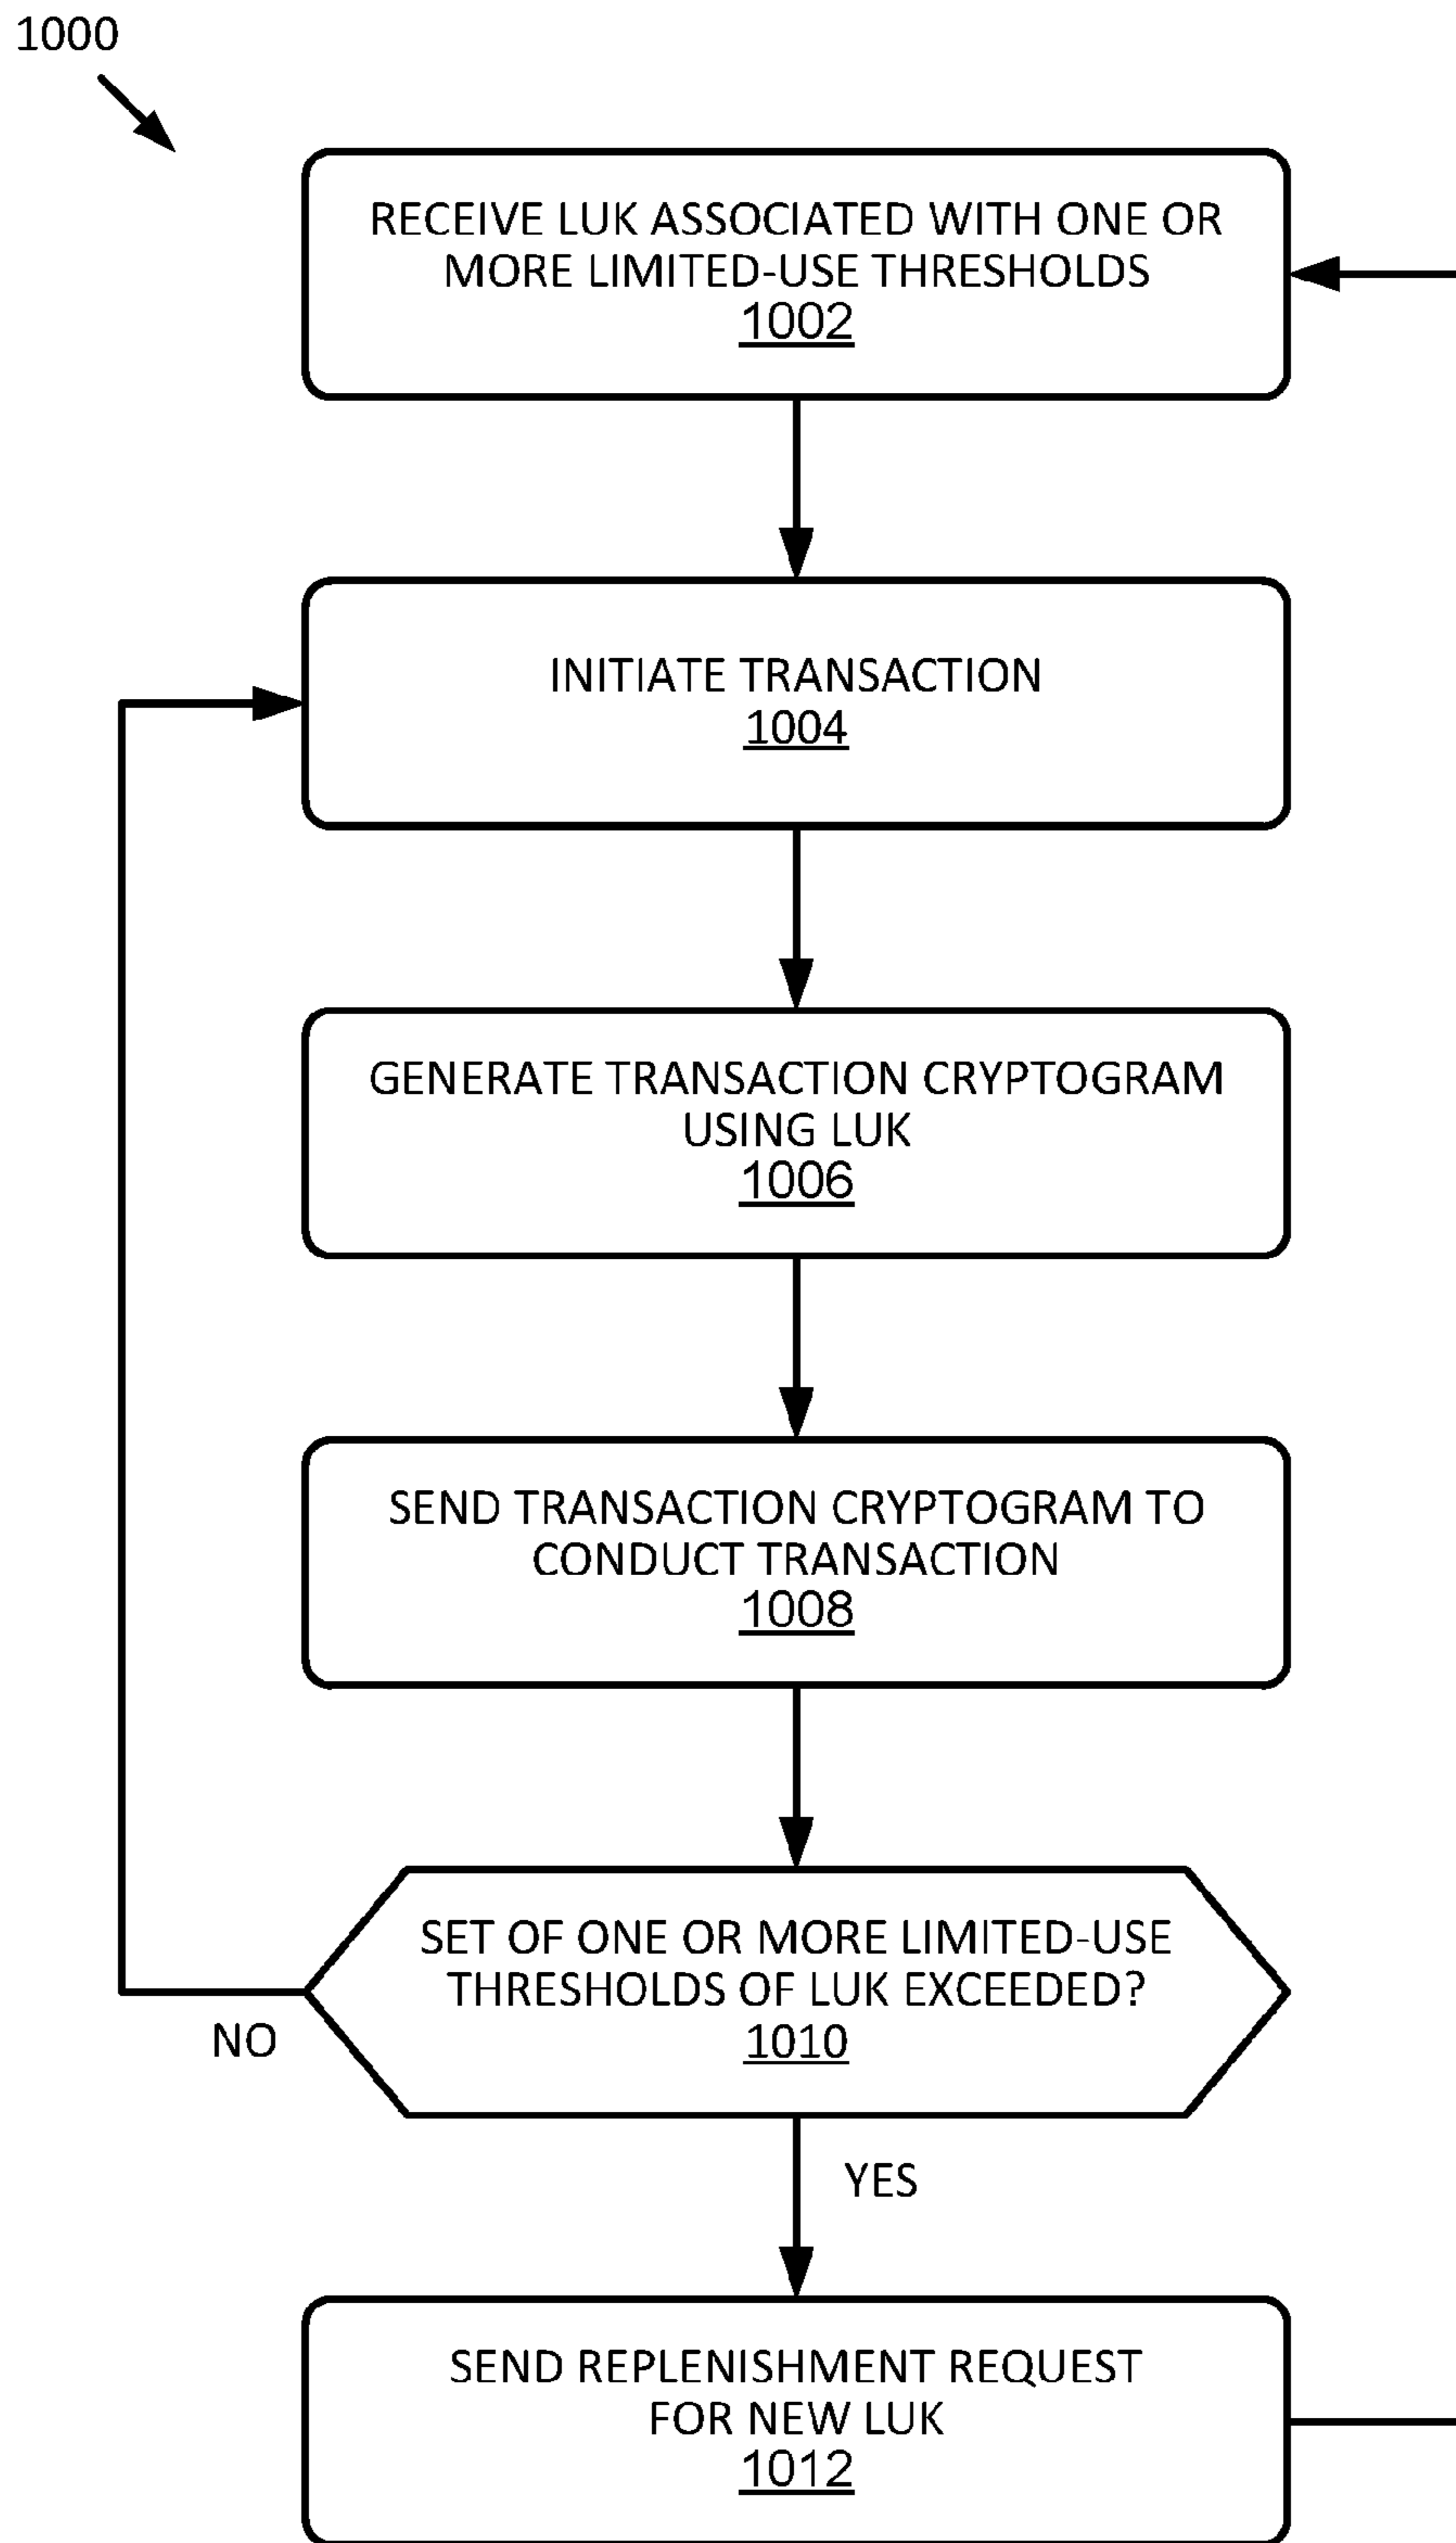 1000
RECEIVE LUK ASSOCIATED WITH ONE OR
MORE LIMITED-USE THRESHOLDS
1002
INITIATE TRANSACTION
1004
GENERATE TRANSACTION CRYPTOGRAM
USING LUK
1006
SEND TRANSACTION CRYPTOGRAM TO
CONDUCT TRANSACTION
1008
SET OF ONE OR MORE LIMITED-USE
THRESHOLDS OF LUK EXCEEDED?
1010
NO
YES
SEND REPLENISHMENT REQUEST
FOR NEW LUK
1012